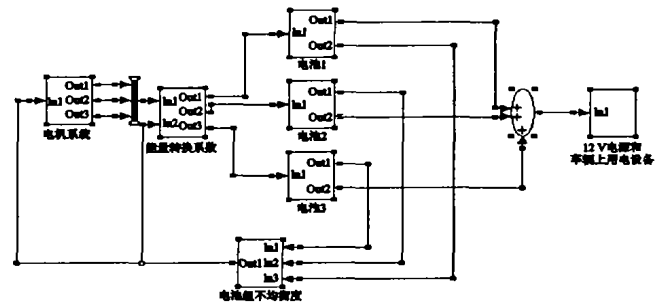 Out1
In1
Out2
电池1
Out1
In1 Out2
Out3
电机系统
In1 Out1
Out2
In2 Out3
能量转换系数
Out1
In1
Out2
电池2
In1
12 V电源和
车辆上用电设备
Out1
In1
Out2
电池3
In1
Out1 In2
In3
电池组不均衡度